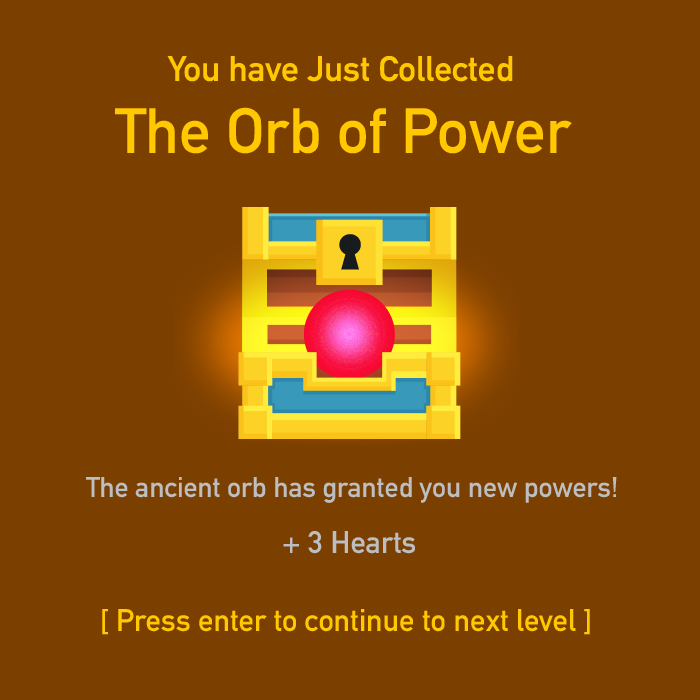 You have Just Collected
The Orb of Power
The ancient orb has granted you new powers!
+ 3 Hearts
[ Press enter to continue to next level ]